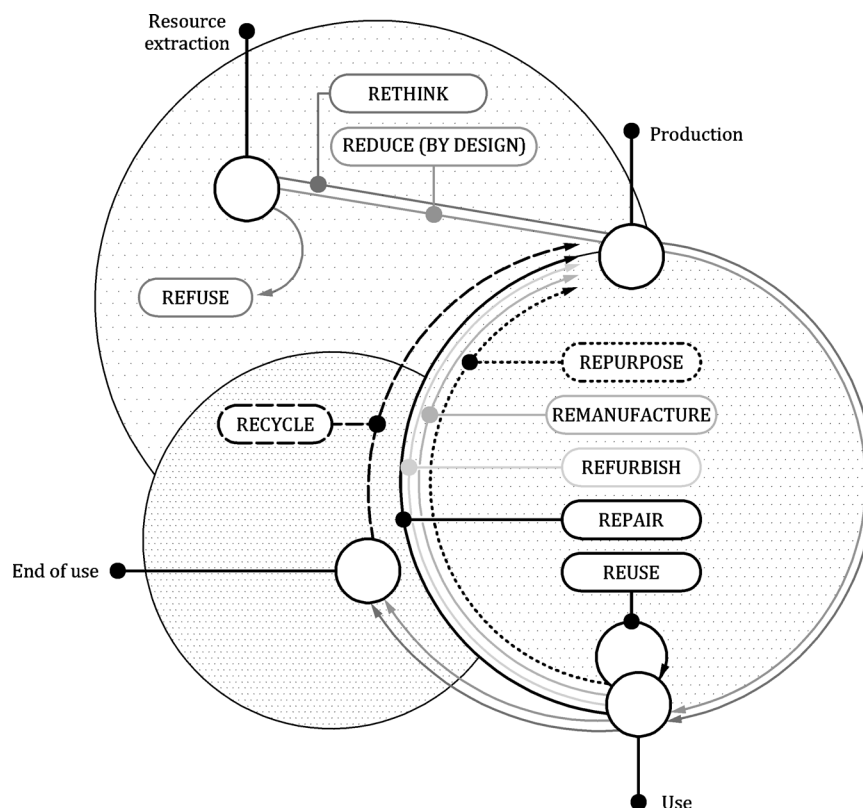 Resource
extraction
RETHINK
Production
REDUCE (BY DESIGN)
REFUSE
REPURPOSE
REMANUFACTURE
RECYCLE
REFURBISH
REPAIR
End of use
REUSE
Use